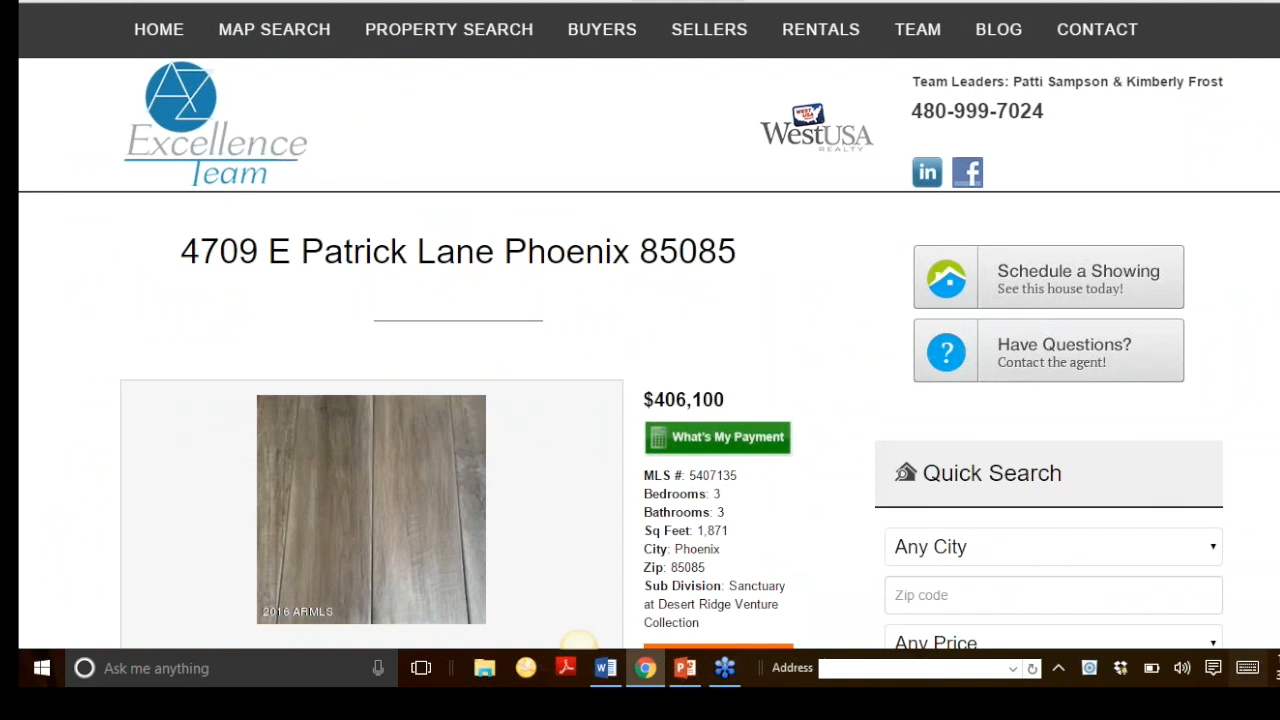 HOME MAP SEARCH PROPERTY SEARCH BUYERS SELLERS RENTALS TEAM BLOG CONTACT
AZ
Excellence
Team
WEST USA
WestUSA
REALTY
Team Leaders: Patti Sampson & Kimberly Frost
480-999-7024
in f
4709 E Patrick Lane Phoenix 85085
Schedule a Showing
See this house today!
? Have Questions?
Contact the agent!
2016 ARMLS
$406,100
What's My Payment
MLS #: 5407135
Bedrooms: 3
Bathrooms: 3
Sq Feet: 1,871
City: Phoenix
Zip: 85085
Sub Division: Sanctuary
at Desert Ridge Venture
Collection
Quick Search
Any City
Zip code
Any Price
Ask me anything
Address